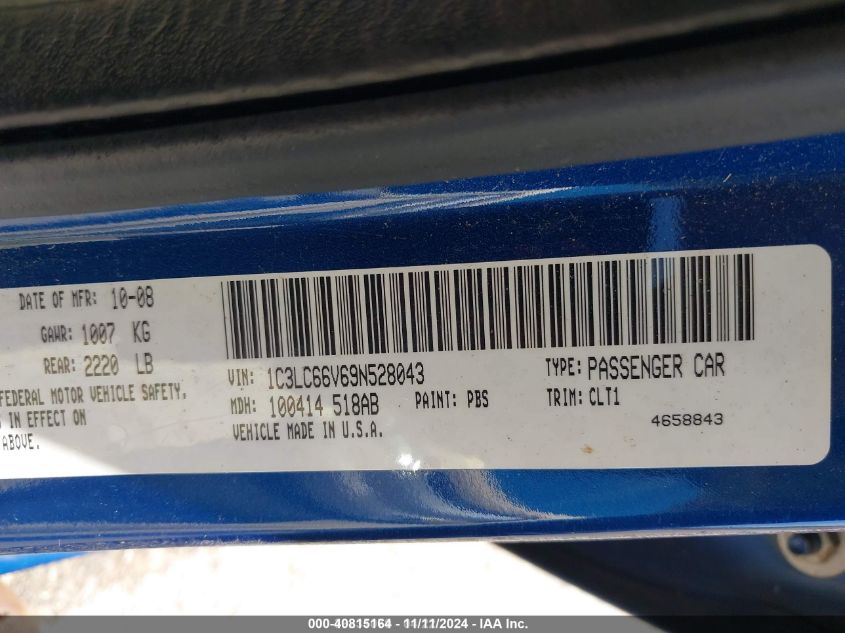 DATE OF MFR: 10-08
GAWR: 1007 KG
REAR: 2220 LB
FEDERAL MOTOR VEHICLE SAFETY,
IN EFFECT ON
ABOVE.
VIN: 1C3LC66V69N528043
TYPE: PASSENGER CAR
MDH: 100414 518AB
PAINT: PBS
TRIM: CLT1
VEHICLE MADE IN U.S.A.
4658843
000-40815164 - 11/11/2024 - IAA Inc.